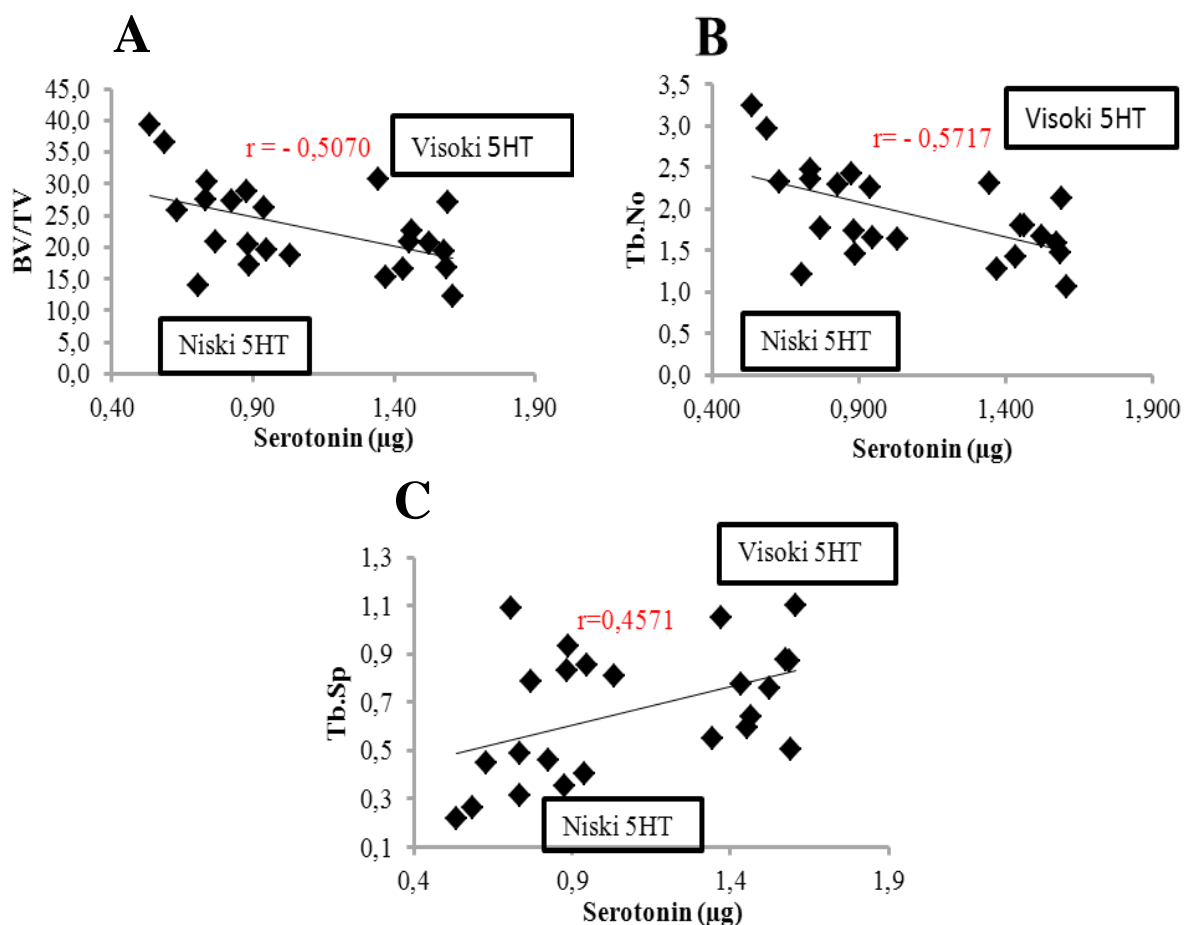 A
BV/TV
45,0
40,0
35,0
30,0
25,0
20,0
15,0
10,0
5,0
0,0
r = - 0,5070
Visoki 5HT
Niski 5HT
0,40 0,90 1,40 1,90
Serotonin (µg)
B
Tb.No
3,5
3,0
2,5
2,0
1,5
1,0
0,5
0,0
r= - 0,5717
Visoki 5HT
Niski 5HT
0,400 0,900 1,400 1,900
Serotonin (µg)
C
Tb.Sp
1,3
1,1
0,9
0,7
0,5
0,3
0,1
r=0,4571
Visoki 5HT
Niski 5HT
0,4 0,9 1,4 1,9
Serotonin (µg)